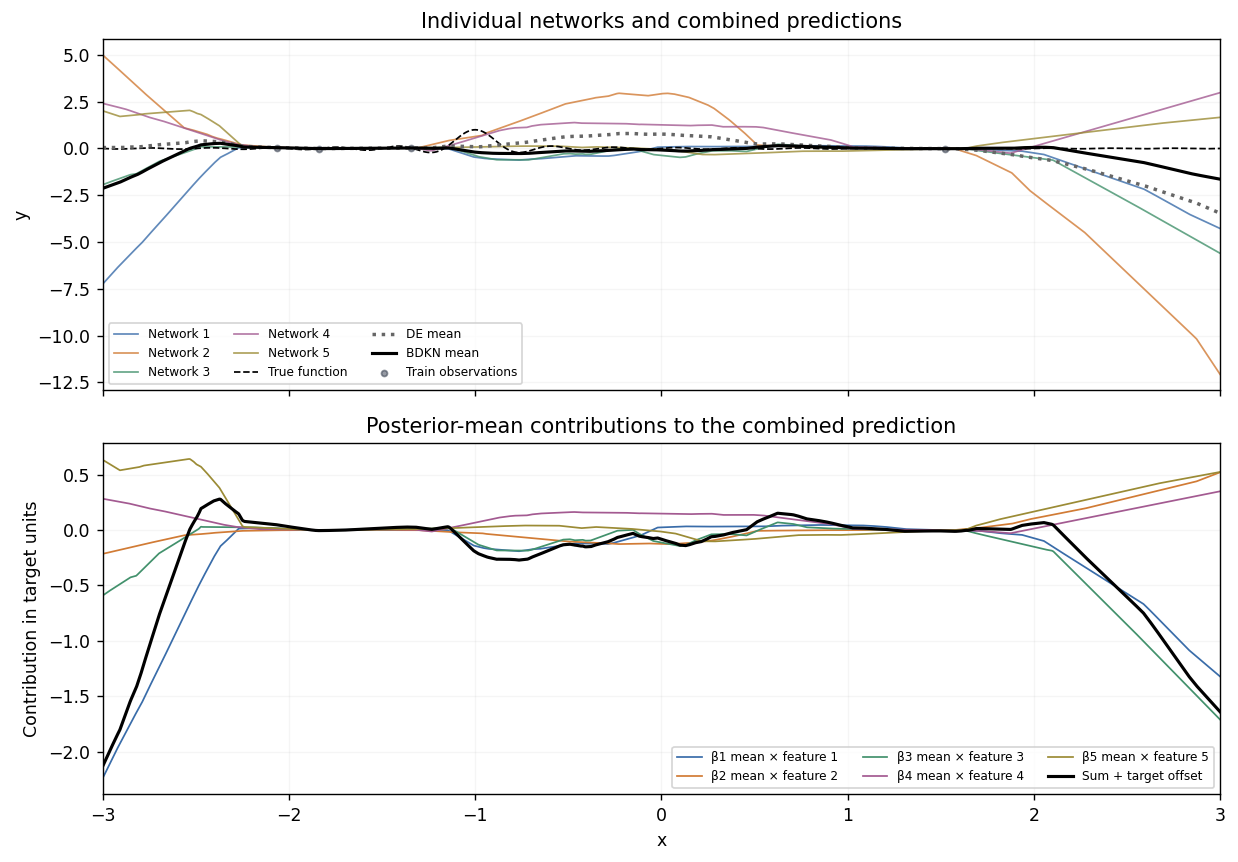 Individual networks and combined predictions
5.0
2.5
0.0
−2.5
−5.0
−7.5
−10.0
−12.5
y
Network 1
Network 2
Network 3
Network 4
Network 5
True function
DE mean
BDKN mean
Train observations
Posterior-mean contributions to the combined prediction
0.5
0.0
−0.5
−1.0
−1.5
−2.0
Contribution in target units
β1 mean × feature 1
β2 mean × feature 2
β3 mean × feature 3
β4 mean × feature 4
β5 mean × feature 5
Sum + target offset
−3 −2 −1 0 1 2 3
x